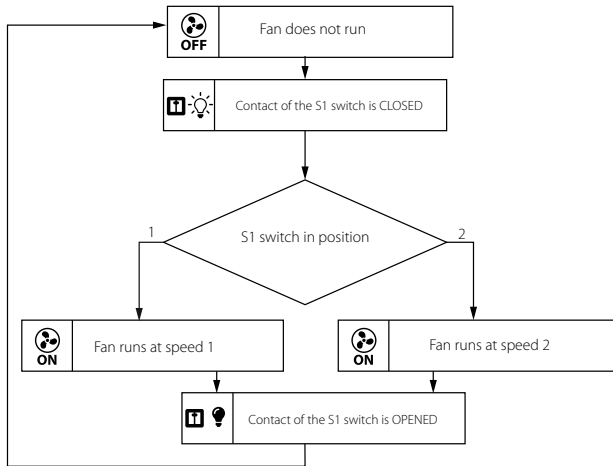 Fan does not run
OFF
Contact of the S1 switch is CLOSED
1
S1 switch in position
2
Fan runs at speed 1
ON
Fan runs at speed 2
ON
Contact of the S1 switch is OPENED